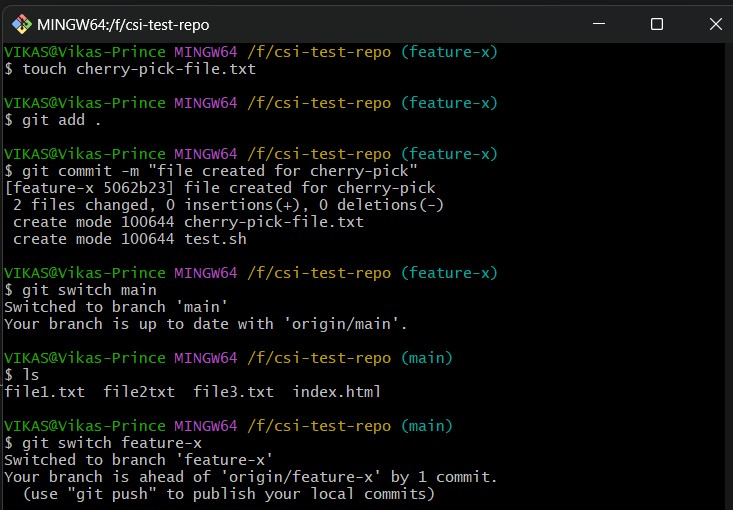 MINGW64:/f/csi-test-repo
VIKAS@Vikas-Prince MINGW64 /f/csi-test-repo (feature-x)
$ touch cherry-pick-file.txt
VIKAS@Vikas-Prince MINGW64 /f/csi-test-repo (feature-x)
$ git add .
VIKAS@Vikas-Prince MINGW64 /f/csi-test-repo (feature-x)
$ git commit -m "file created for cherry-pick"
[feature-x 5062b23] file created for cherry-pick
 2 files changed, 0 insertions(+), 0 deletions(-)
 create mode 100644 cherry-pick-file.txt
 create mode 100644 test.sh
VIKAS@Vikas-Prince MINGW64 /f/csi-test-repo (feature-x)
$ git switch main
Switched to branch 'main'
Your branch is up to date with 'origin/main'.
VIKAS@Vikas-Prince MINGW64 /f/csi-test-repo (main)
$ ls
file1.txt  file2txt  file3.txt  index.html
VIKAS@Vikas-Prince MINGW64 /f/csi-test-repo (main)
$ git switch feature-x
Switched to branch 'feature-x'
Your branch is ahead of 'origin/feature-x' by 1 commit.
  (use "git push" to publish your local commits)